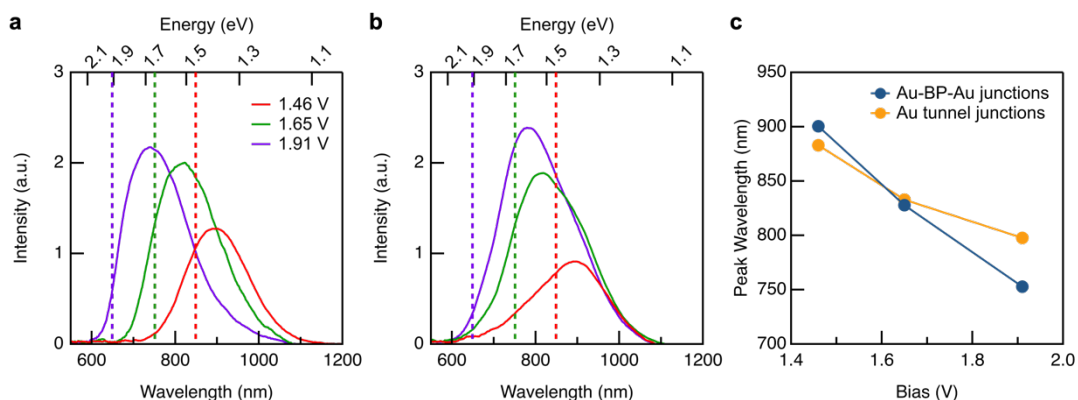 a
Energy (eV)
2.1 1.9 1.7 1.5 1.3 1.1
3
2
1
0
Intensity (a.u.)
1.46 V
1.65 V
1.91 V
600 800 1000 1200
Wavelength (nm)
b
Energy (eV)
2.1 1.9 1.7 1.5 1.3 1.1
3
2
1
0
Intensity (a.u.)
600 800 1000 1200
Wavelength (nm)
c
950
900
850
800
750
700
Peak Wavelength (nm)
Au-BP-Au junctions
Au tunnel junctions
1.4 1.6 1.8 2.0
Bias (V)